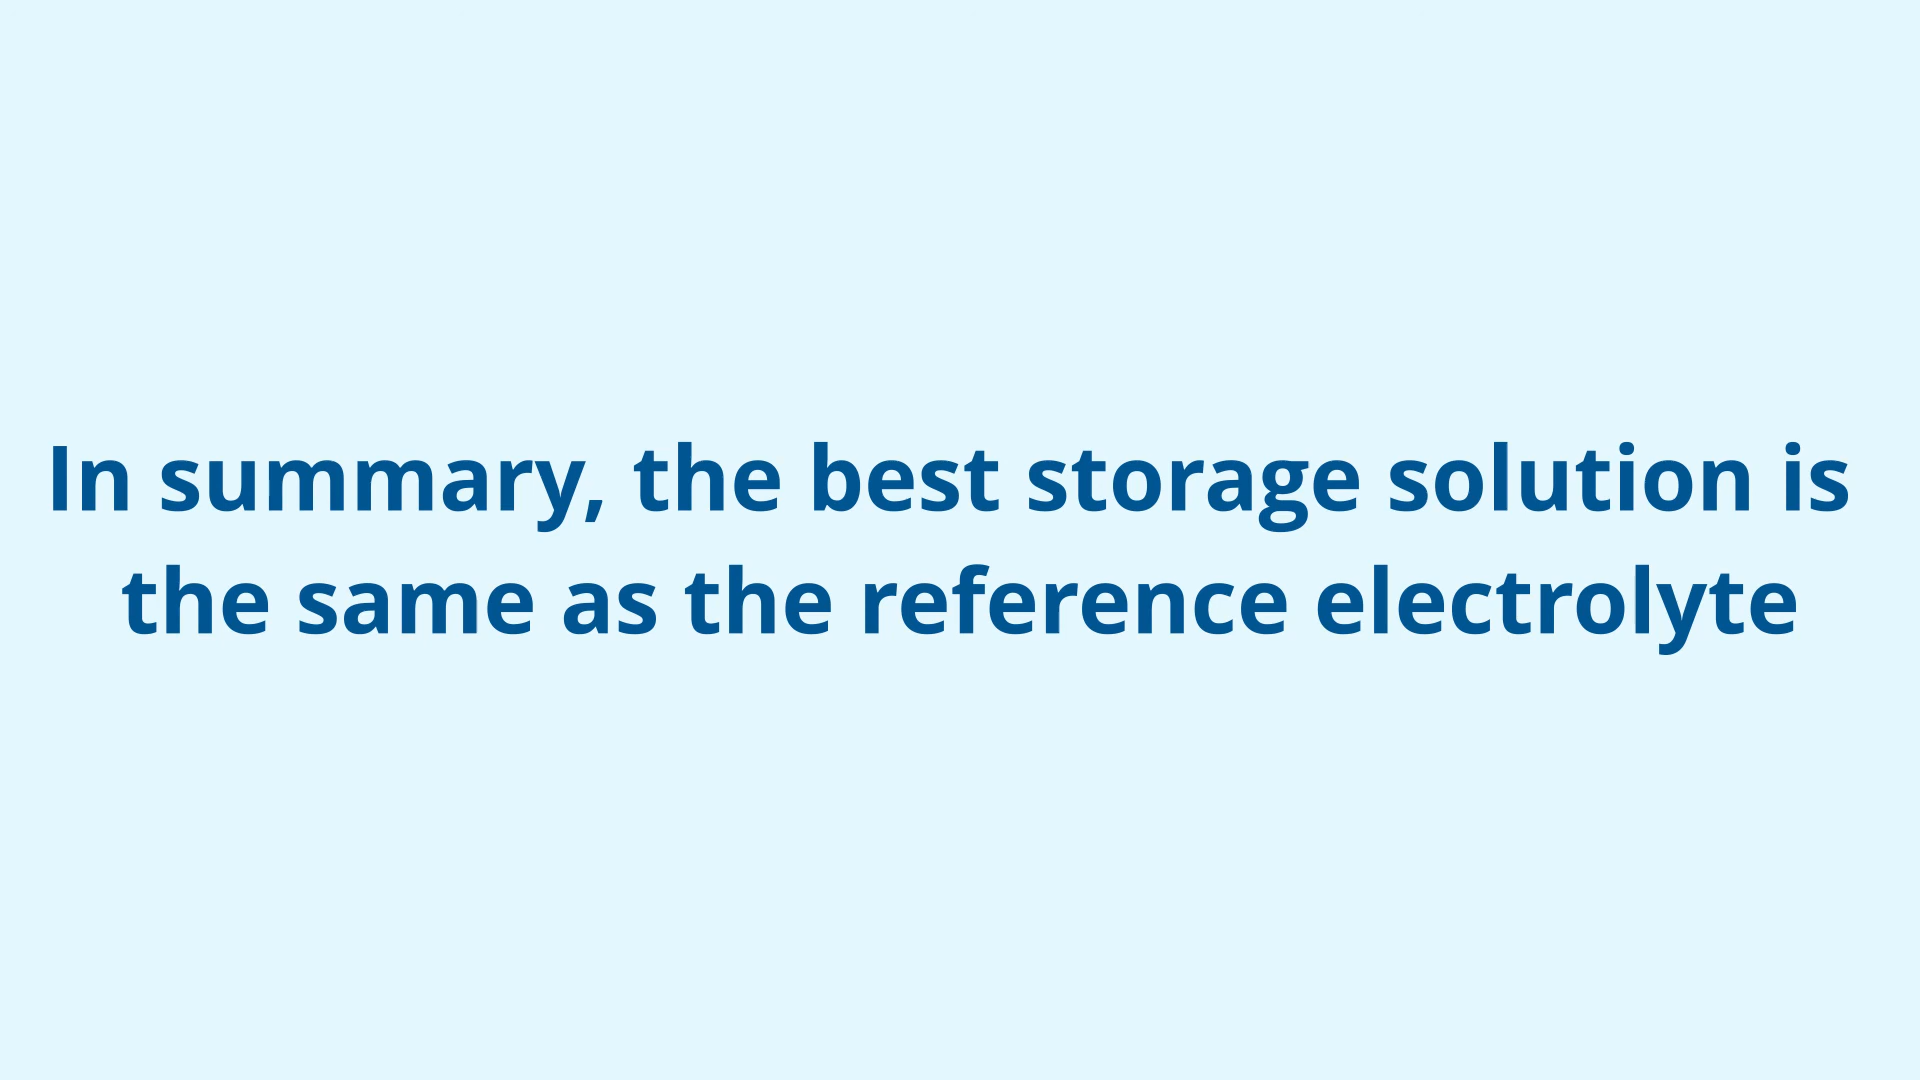 In summary, the best storage solution is
the same as the reference electrolyte